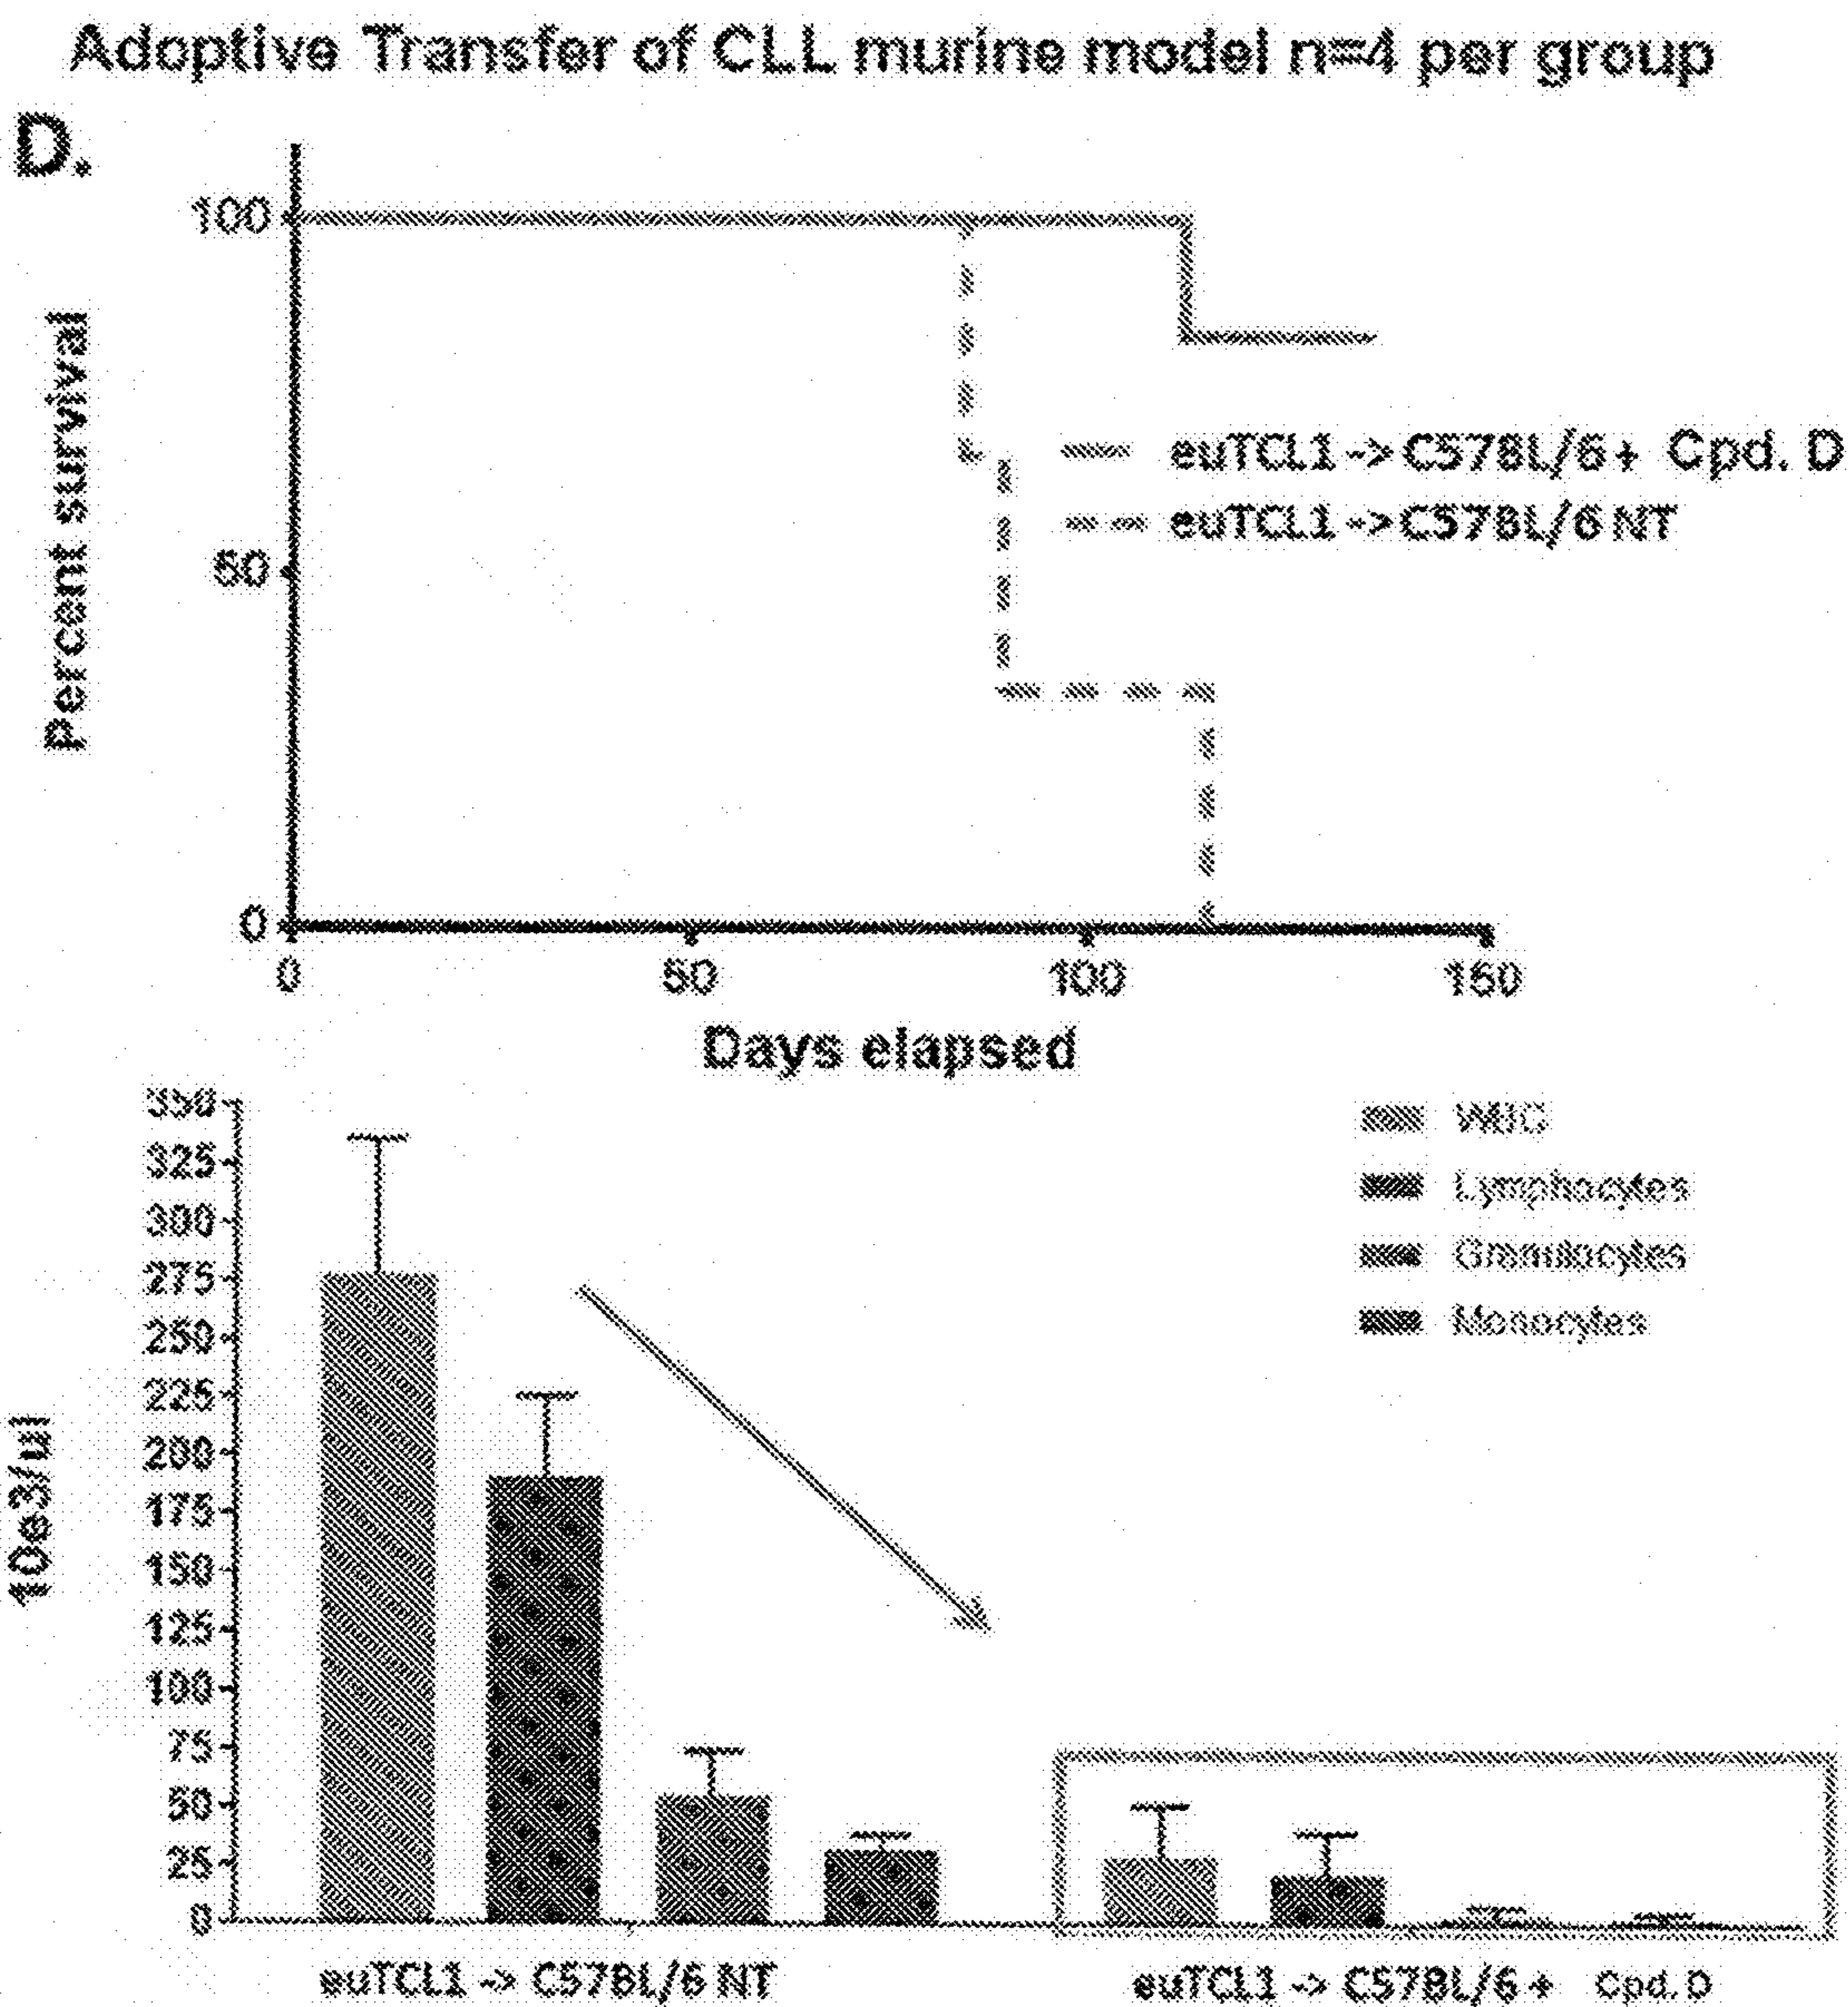 Adoptive Transfer of CLL murine model n=4 per group
D.
Percent survival
100
50
0
0 50 100 150
Days elapsed
euTCL1 -> C57BL/6 + Cpd. D
euTCL1 -> C57BL/6 NT
10e3/ul
350
325
300
275
250
225
200
175
150
125
100
75
50
25
0
WBC
Lymphocytes
Granulocytes
Monocytes
euTCL1 -> C57BL/6 NT
euTCL1 -> C57BL/6 + Cpd. D